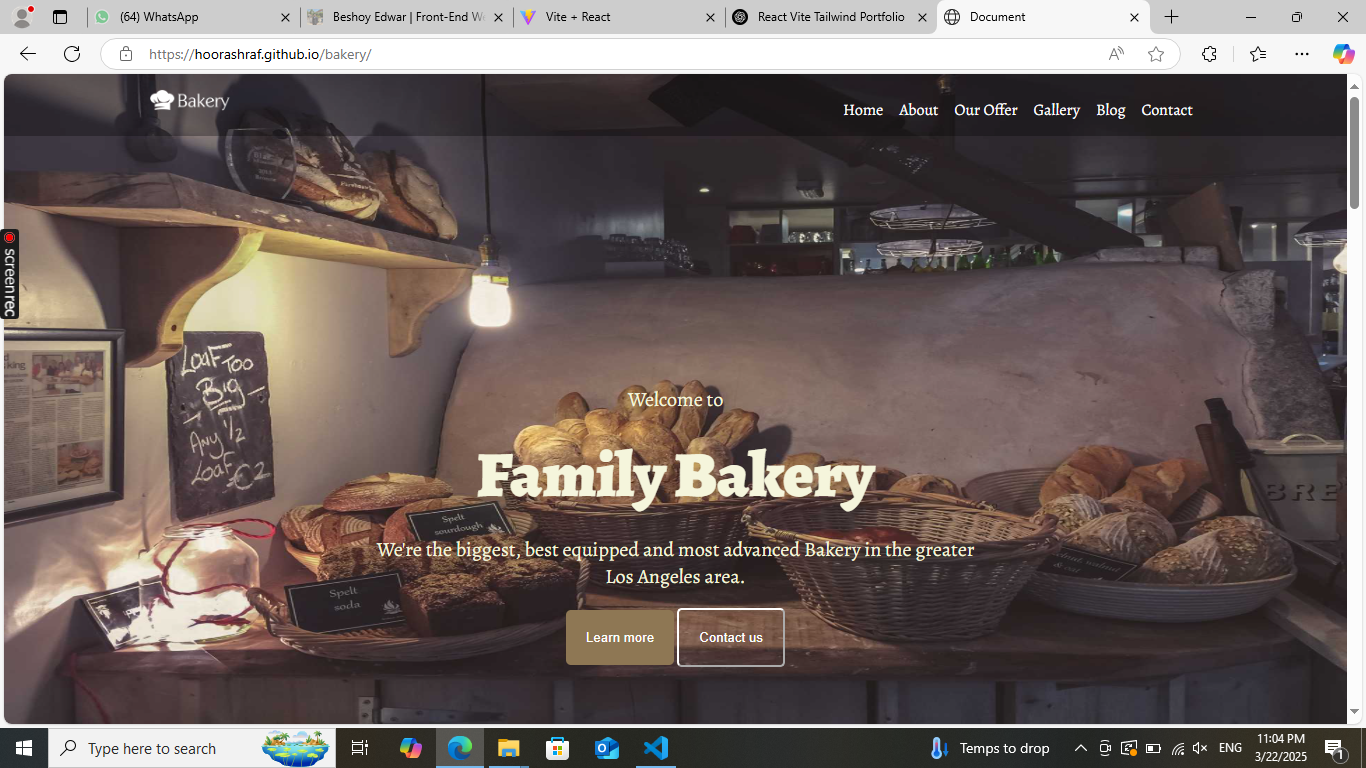 (64) WhatsApp
Beshoy Edwar | Front-End We
Vite + React
React Vite Tailwind Portfolio
Document
https://hoorashraf.github.io/bakery/
Bakery
Home About Our Offer Gallery Blog Contact
screenrec
LOAF TOO
BIG
ANY 1/2
LOAF €2
Welcome to
Family Bakery
Spelt
sourdough
We're the biggest, best equipped and most advanced Bakery in the greater
Los Angeles area.
Spelt
soda
BRE
Learn more
Contact us
Type here to search
Temps to drop
ENG
11:04 PM
3/22/2025
1